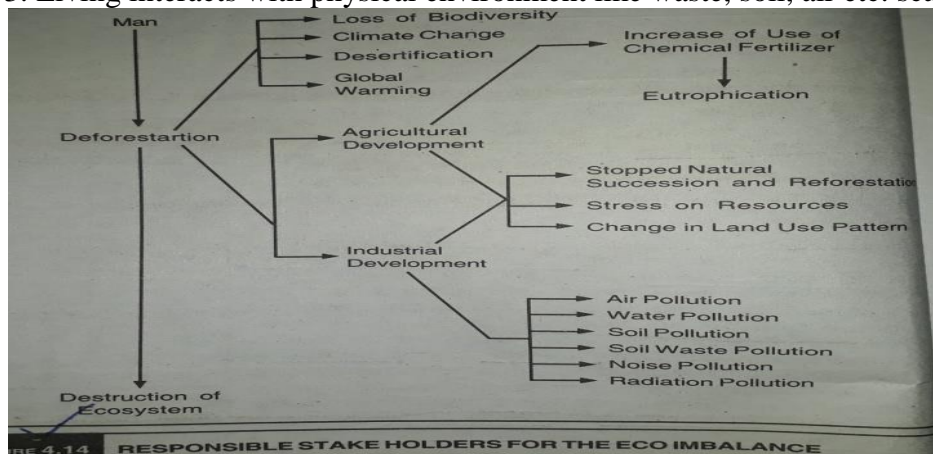 Man
Loss of Biodiversity
Climate Change
Desertification
Global
Warming
Increase of Use of
Chemical Fertilizer
Eutrophication
Deforestartion
Agricultural
Development
Stopped Natural
Succession and Reforestatio
Stress on Resources
Change in Land Use Pattern
Industrial
Development
Air Pollution
Water Pollution
Soil Pollution
Soil Waste Pollution
Noise Pollution
Radiation Pollution
Destruction of
Ecosystem
4.14 RESPONSIBLE STAKE HOLDERS FOR THE ECO IMBALANCE